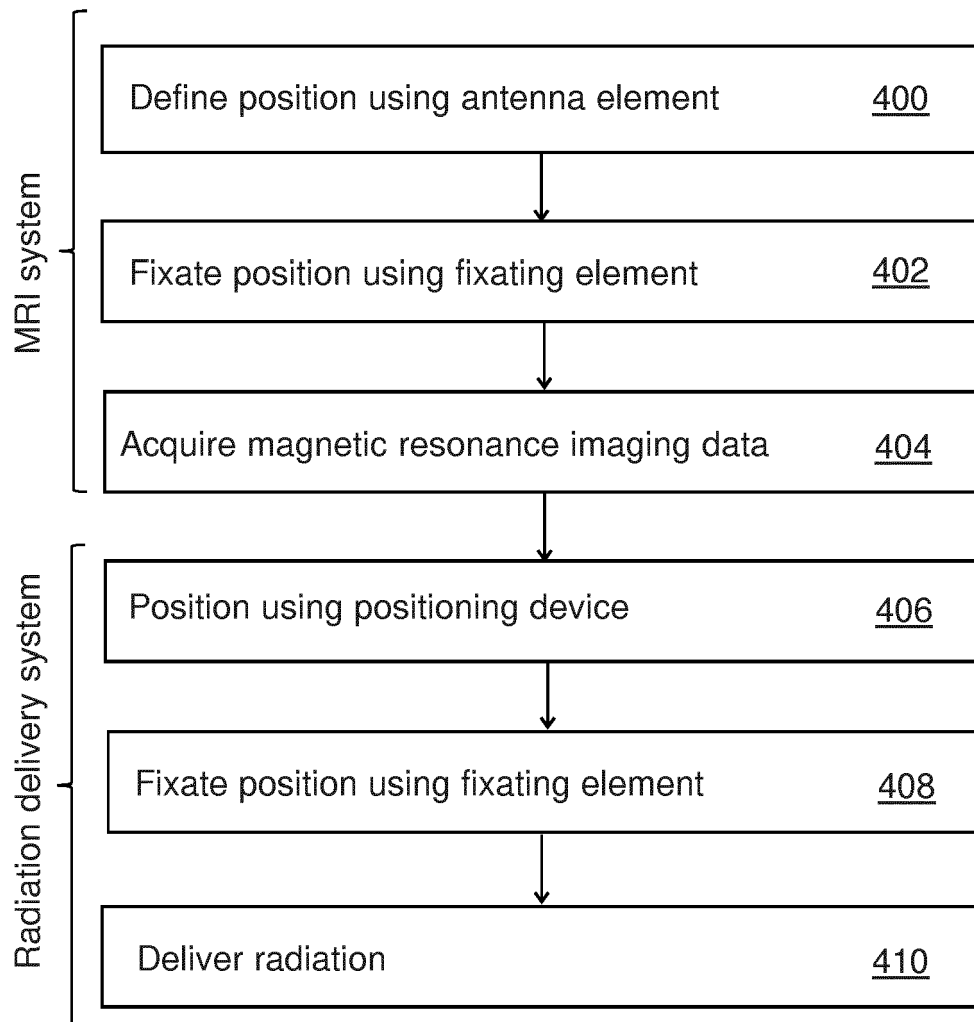 MRI system
Define position using antenna element 400
Fixate position using fixating element 402
Acquire magnetic resonance imaging data 404
Radiation delivery system
Position using positioning device 406
Fixate position using fixating element 408
Deliver radiation 410